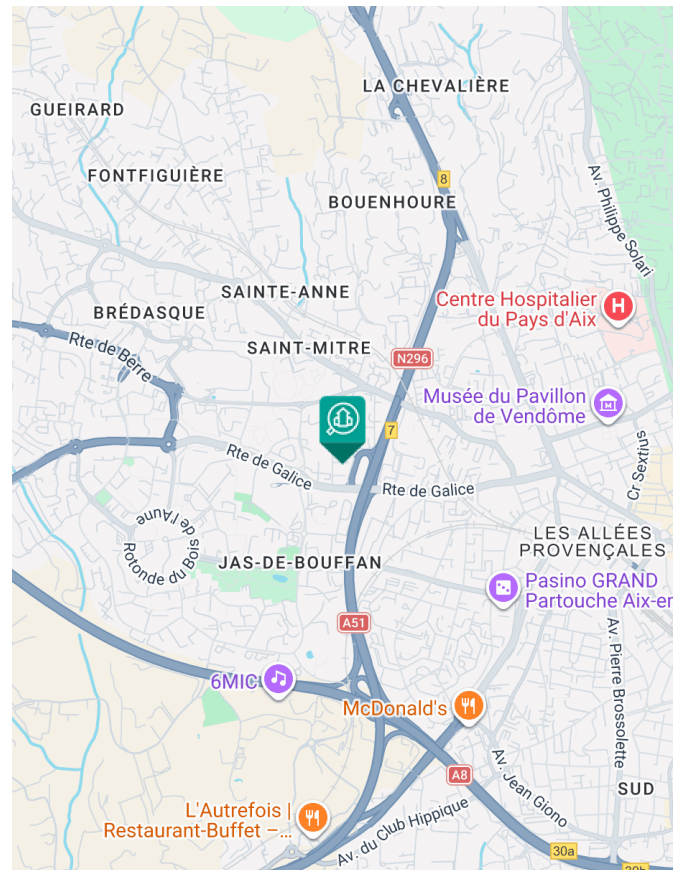 LA CHEVALIÈRE
GUEIRARD
Av. Philippe Solari
FONTFIGUIÈRE
8
BOUENHOURE
SAINTE-ANNE
Centre Hospitalier
du Pays d'Aix
H
BRÉDASQUE
Rte de Berre
SAINT-MITRE
N296
Musée du Pavillon
de Vendôme
M
7
Cr Sextius
Rte de Galice
Rte de Galice
Rotonde du Bois
de l'Aune
LES ALLÉES
PROVENÇALES
JAS-DE-BOUFFAN
Pasino GRAND
Partouche Aix-en
A51
Av. Pierre Brossolette
6MIC
McDonald's
Av. Jean Giono
A8
SUD
L'Autrefois |
Restaurant-Buffet –...
Av. du Club Hippique
30a